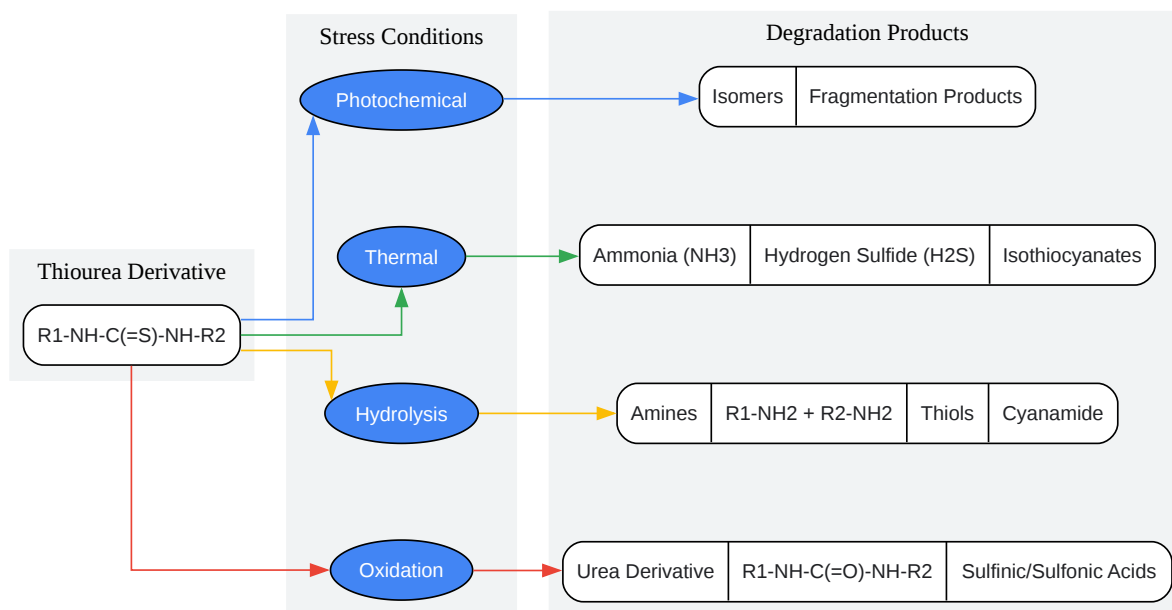 Stress Conditions
Degradation Products
Photochemical
Isomers
Fragmentation Products
Thermal
Ammonia (NH3)
Hydrogen Sulfide (H2S)
Isothiocyanates
Thiourea Derivative
R1-NH-C(=S)-NH-R2
Hydrolysis
Amines
R1-NH2 + R2-NH2
Thiols
Cyanamide
Oxidation
Urea Derivative
R1-NH-C(=O)-NH-R2
Sulfinic/Sulfonic Acids